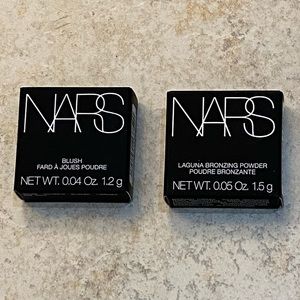 NARS
BLUSH
FARD À JOUES POUDRE
NET WT. 0.04 Oz. 1.2 g
NARS
LAGUNA BRONZING POWDER
POUDRE BRONZANTE
NET WT. 0.05 Oz. 1.5 g